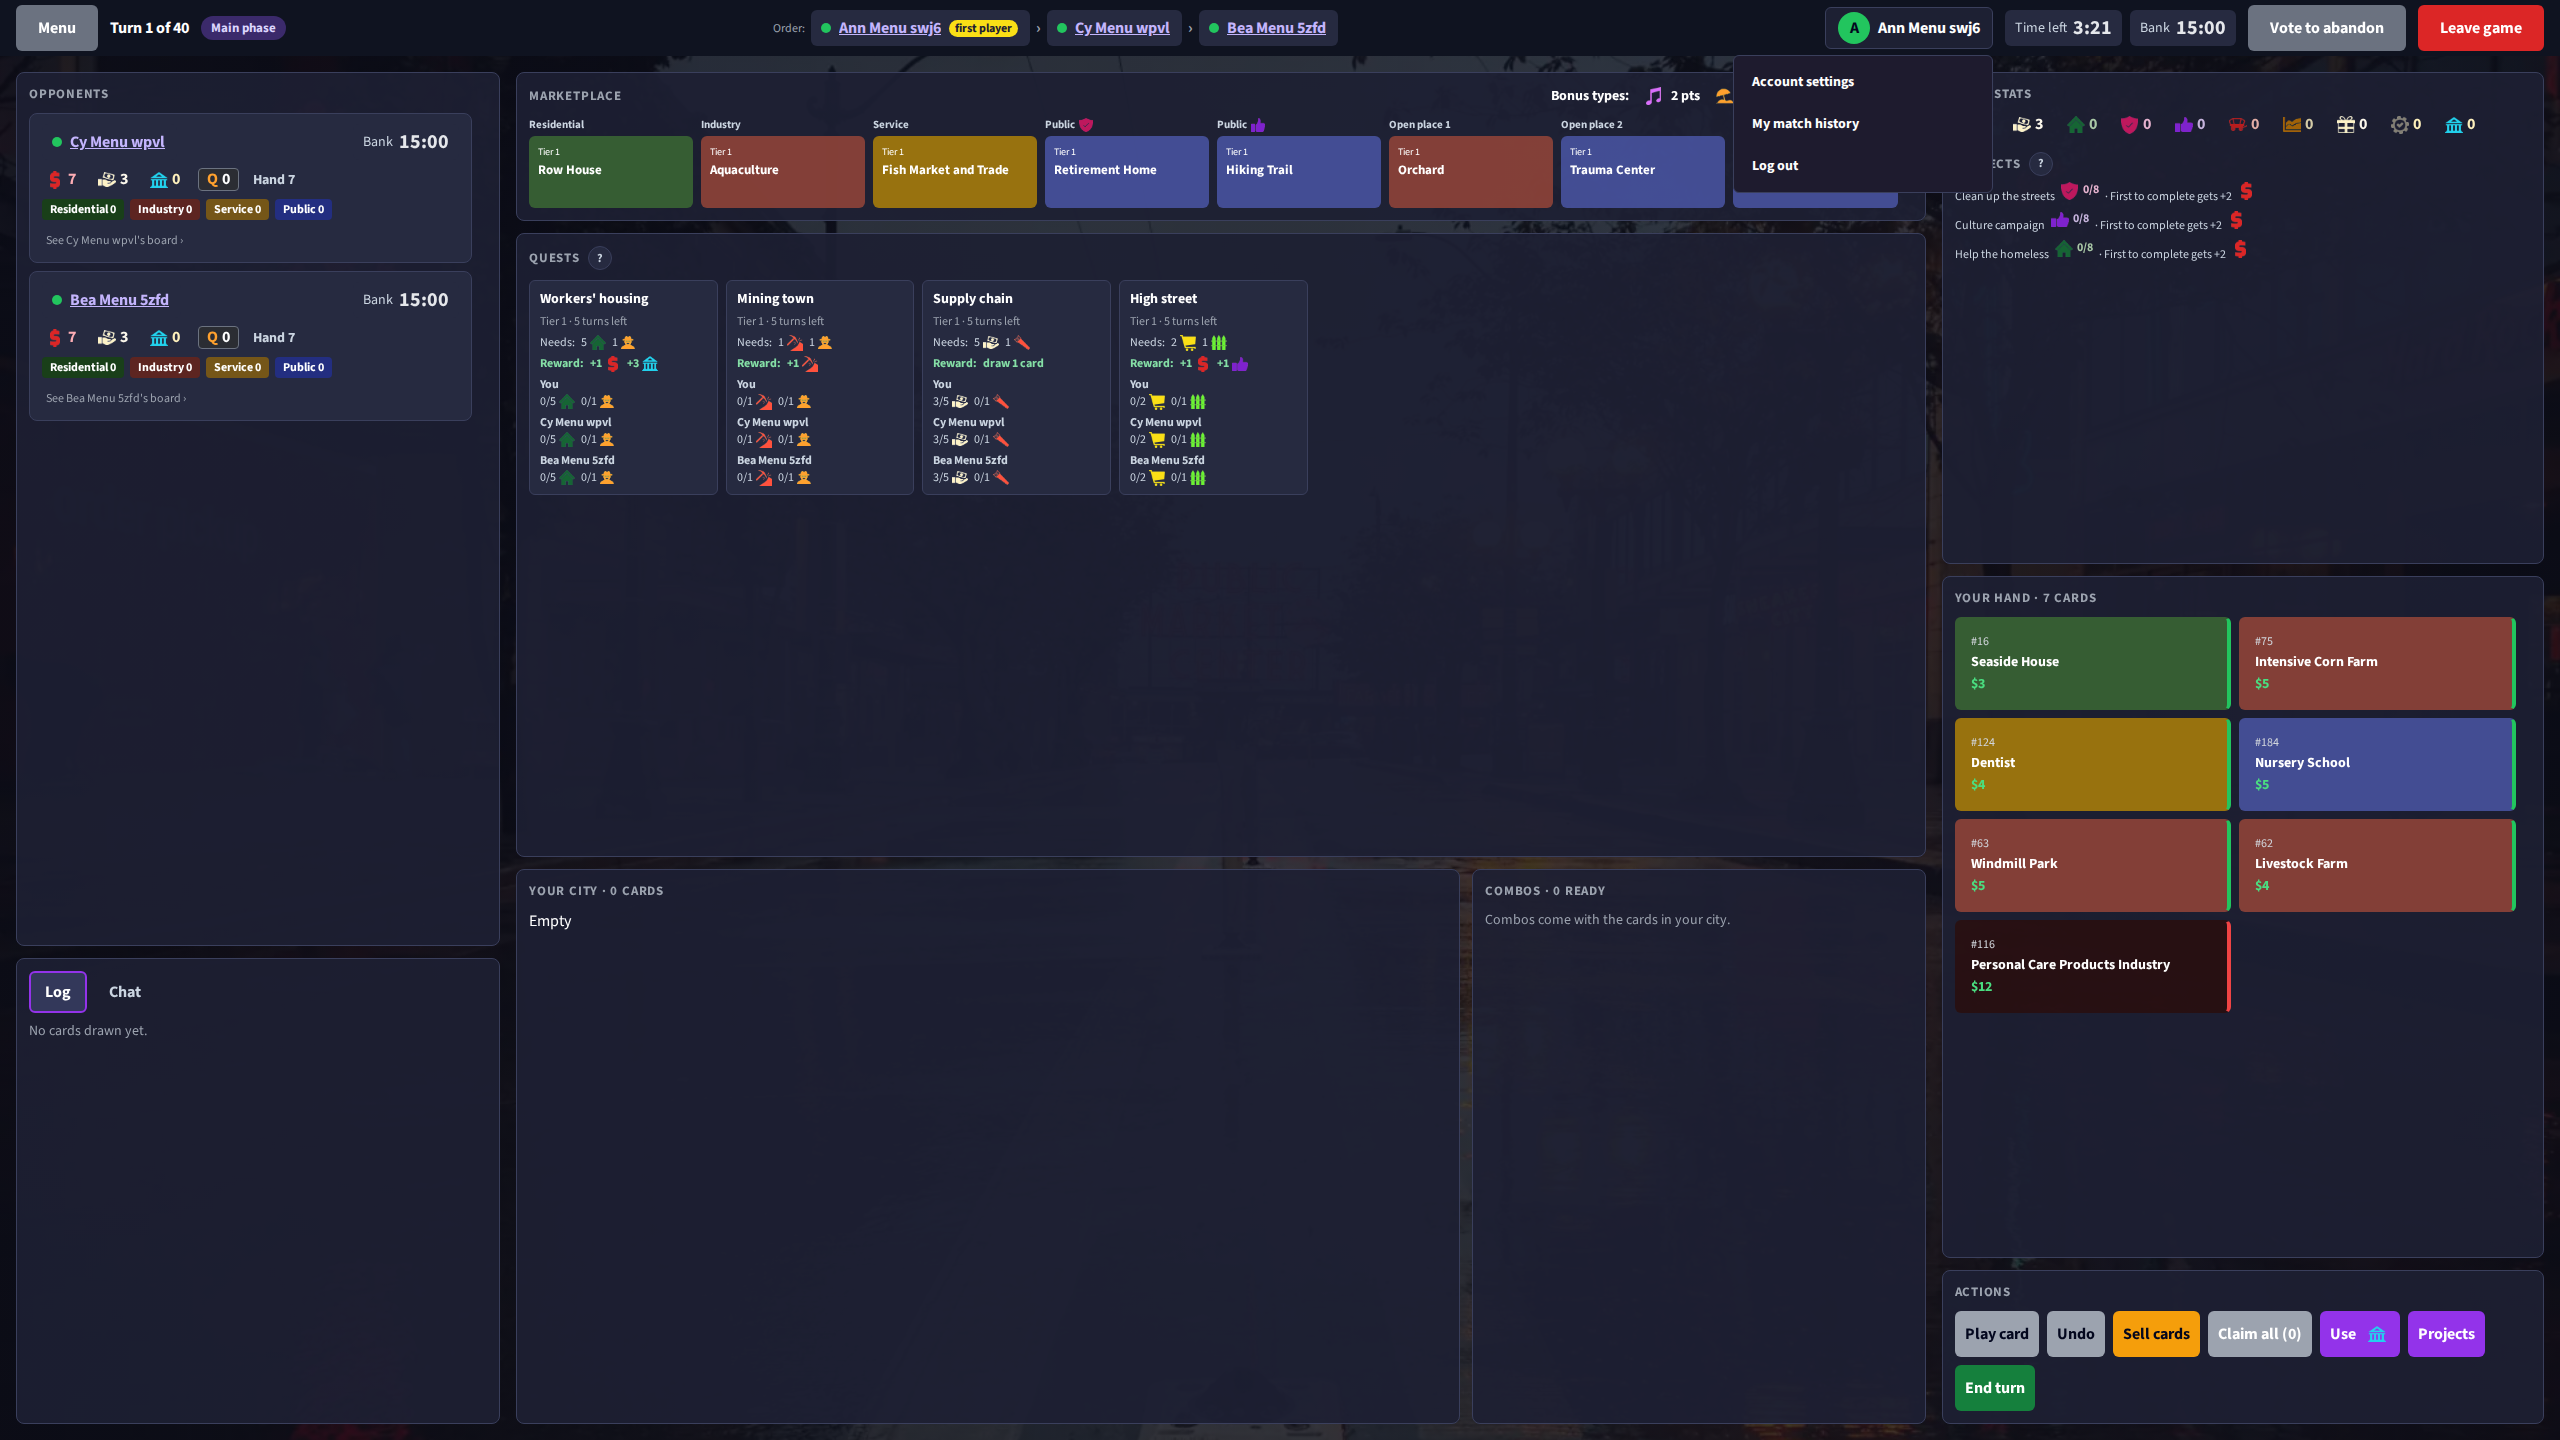 Menu
Turn 1 of 40
Main phase
Order:
Ann Menu swj6 first player › Cy Menu wpvl › Bea Menu 5zfd
A Ann Menu swj6
Time left 3:21
Bank 15:00
Vote to abandon
Leave game
Account settings
My match history
Log out
OPPONENTS
Cy Menu wpvl
Bank 15:00
7 3 0 Q 0 Hand 7
Residential 0 Industry 0 Service 0 Public 0
See Cy Menu wpvl's board ›
Bea Menu 5zfd
Bank 15:00
7 3 0 Q 0 Hand 7
Residential 0 Industry 0 Service 0 Public 0
See Bea Menu 5zfd's board ›
Log
Chat
No cards drawn yet.
MARKETPLACE
Bonus types: 2 pts
Residential
Tier 1
Row House
Industry
Tier 1
Aquaculture
Service
Tier 1
Fish Market and Trade
Public
Tier 1
Retirement Home
Public
Tier 1
Hiking Trail
Open place 1
Tier 1
Orchard
Open place 2
Tier 1
Trauma Center
QUESTS ?
Workers' housing
Tier 1 · 5 turns left
Needs: 5 1
Reward: +1 +3
You
0/5 0/1
Cy Menu wpvl
0/5 0/1
Bea Menu 5zfd
0/5 0/1
Mining town
Tier 1 · 5 turns left
Needs: 1 1
Reward: +1
You
0/1 0/1
Cy Menu wpvl
0/1 0/1
Bea Menu 5zfd
0/1 0/1
Supply chain
Tier 1 · 5 turns left
Needs: 5 1
Reward: draw 1 card
You
3/5 0/1
Cy Menu wpvl
3/5 0/1
Bea Menu 5zfd
3/5 0/1
High street
Tier 1 · 5 turns left
Needs: 2 1
Reward: +1 +1
You
0/2 0/1
Cy Menu wpvl
0/2 0/1
Bea Menu 5zfd
0/2 0/1
YOUR CITY · 0 CARDS
Empty
COMBOS · 0 READY
Combos come with the cards in your city.
STATS
3 0 0 0 0 0 0 0 0
?
Clean up the streets 0/8 · First to complete gets +2
Culture campaign 0/8 · First to complete gets +2
Help the homeless 0/8 · First to complete gets +2
YOUR HAND · 7 CARDS
#16
Seaside House
$3
#75
Intensive Corn Farm
$5
#124
Dentist
$4
#184
Nursery School
$5
#63
Windmill Park
$5
#62
Livestock Farm
$4
#116
Personal Care Products Industry
$12
ACTIONS
Play card
Undo
Sell cards
Claim all (0)
Use
Projects
End turn